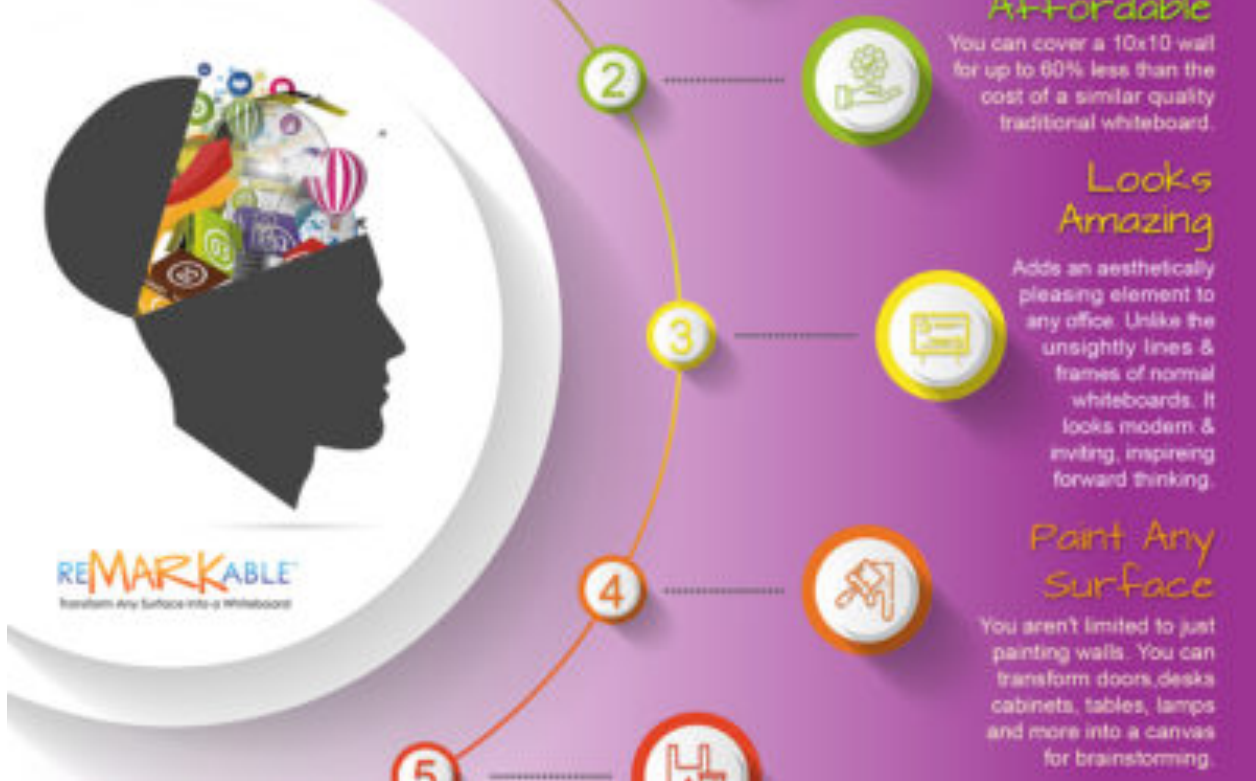 Affordable
You can cover a 10x10 wall
for up to 60% less than the
cost of a similar quality
traditional whiteboard.
2
Looks
Amazing
Adds an aesthetically
pleasing element to
any office. Unlike the
unsightly lines &
frames of normal
whiteboards. It
looks modern &
inviting, inspireing
forward thinking.
3
REMARKABLE
Transform Any Surface into a Whiteboard
4
Paint Any
Surface
You aren't limited to just
painting walls. You can
transform doors,desks
cabinets, tables, lamps
and more into a canvas
for brainstorming.
5